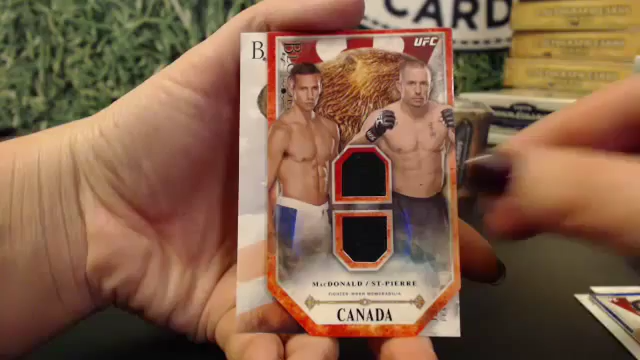 CARD
B
UFC
MacDONALD / ST-PIERRE
FIGHTER-WORN MEMORABILIA
CANADA